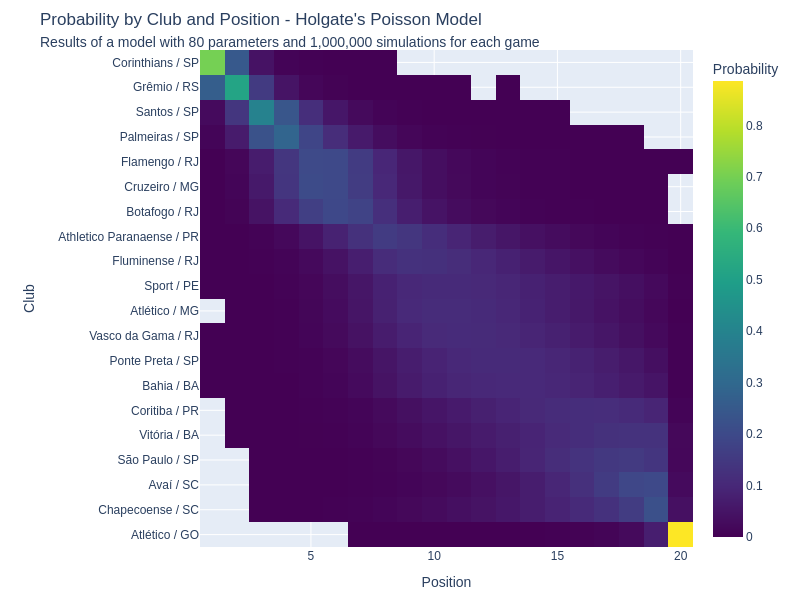 Probability by Club and Position - Holgate's Poisson Model
Results of a model with 80 parameters and 1,000,000 simulations for each game
Probability
Club
Corinthians / SP
Grêmio / RS
Santos / SP
Palmeiras / SP
Flamengo / RJ
Cruzeiro / MG
Botafogo / RJ
Athletico Paranaense / PR
Fluminense / RJ
Sport / PE
Atlético / MG
Vasco da Gama / RJ
Ponte Preta / SP
Bahia / BA
Coritiba / PR
Vitória / BA
São Paulo / SP
Avaí / SC
Chapecoense / SC
Atlético / GO
0.8
0.7
0.6
0.5
0.4
0.3
0.2
0.1
0
5 10 15 20
Position